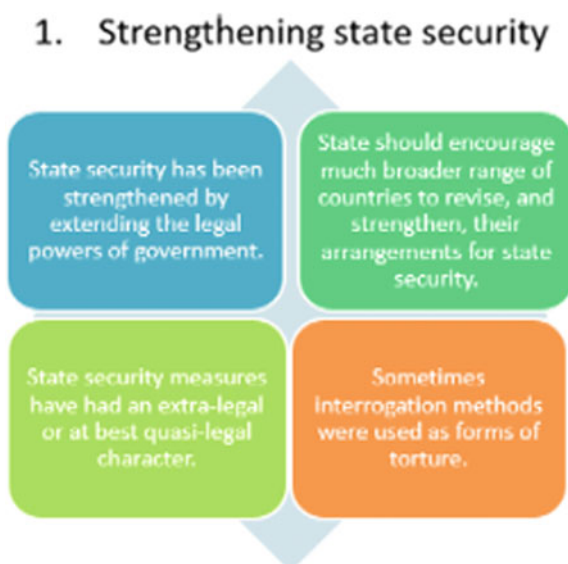 1. Strengthening state security
State security has been
strengthened by
extending the legal
powers of government.
State should encourage
much broader range of
countries to revise, and
strengthen, their
arrangements for state
security.
State security measures
have had an extra-legal
or at best quasi-legal
character.
Sometimes
interrogation methods
were used as forms of
torture.